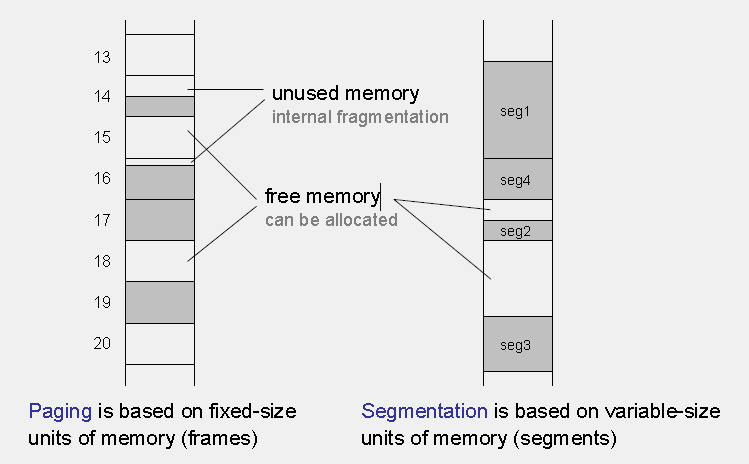 13
14
15
16
17
18
19
20
unused memory
internal fragmentation
free memory
can be allocated
seg1
seg4
seg2
seg3
Paging is based on fixed-size
units of memory (frames)
Segmentation is based on variable-size
units of memory (segments)